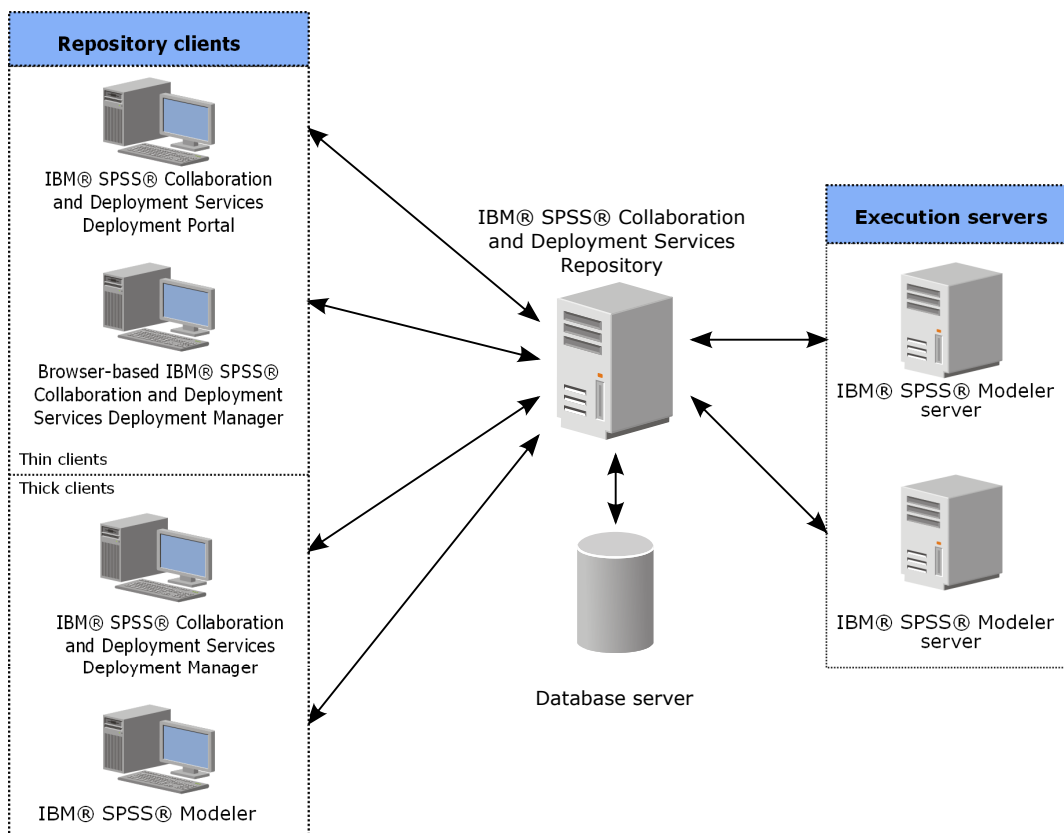 Repository clients
IBM® SPSS® Collaboration
and Deployment Services
Deployment Portal
Browser-based IBM® SPSS®
Collaboration and Deployment
Services Deployment Manager
Thin clients
Thick clients
IBM® SPSS® Collaboration
and Deployment Services
Deployment Manager
IBM® SPSS® Modeler
IBM® SPSS® Collaboration
and Deployment Services
Repository
Database server
Execution servers
IBM® SPSS® Modeler
server
IBM® SPSS® Modeler
server